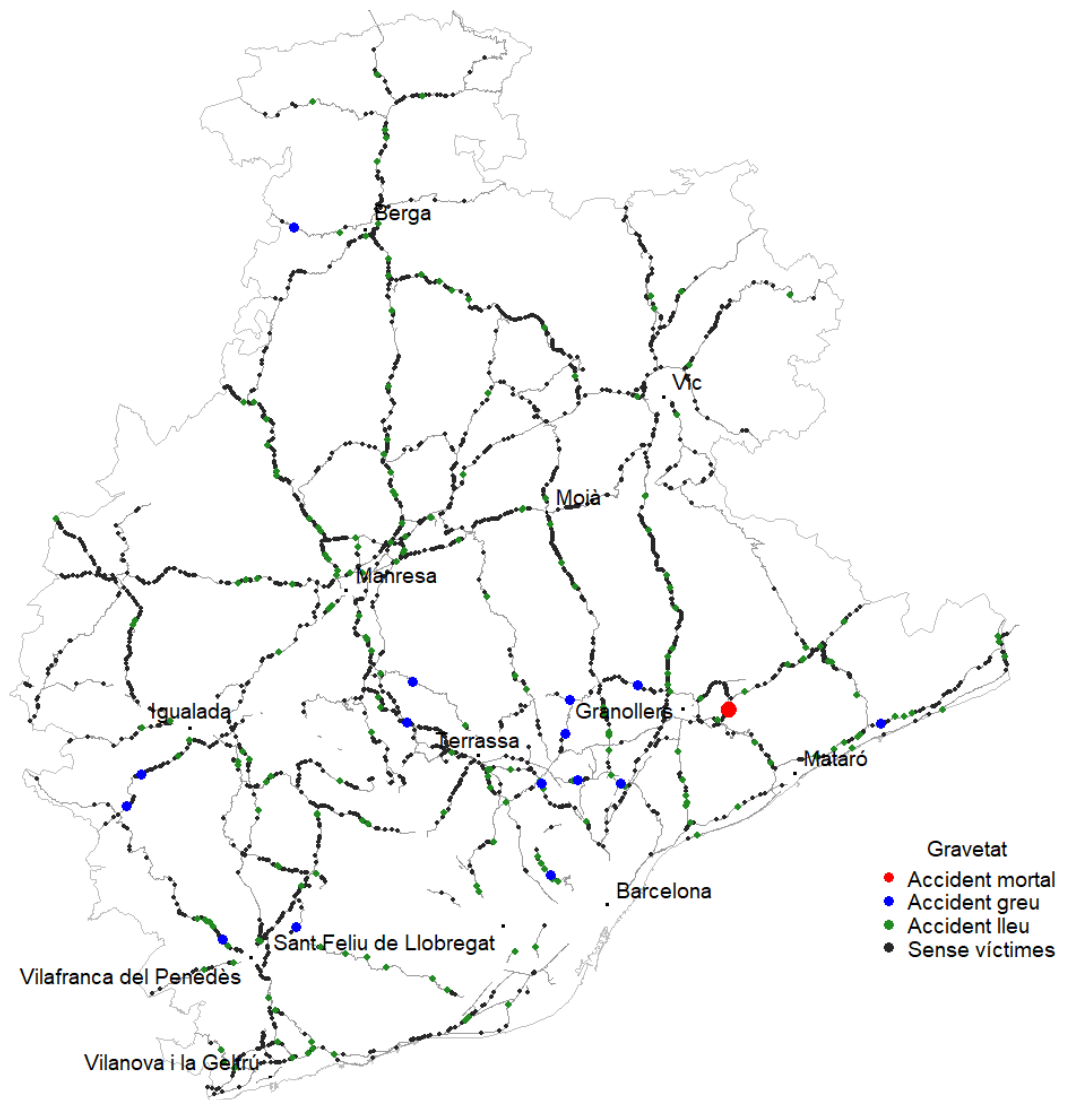 Berga
Vic
Moià
Manresa
Igualada
Granollers
Terrassa
Mataró
Barcelona
Sant Feliu de Llobregat
Vilafranca del Penedès
Vilanova i la Geltrú
Gravetat
Accident mortal
Accident greu
Accident lleu
Sense víctimes